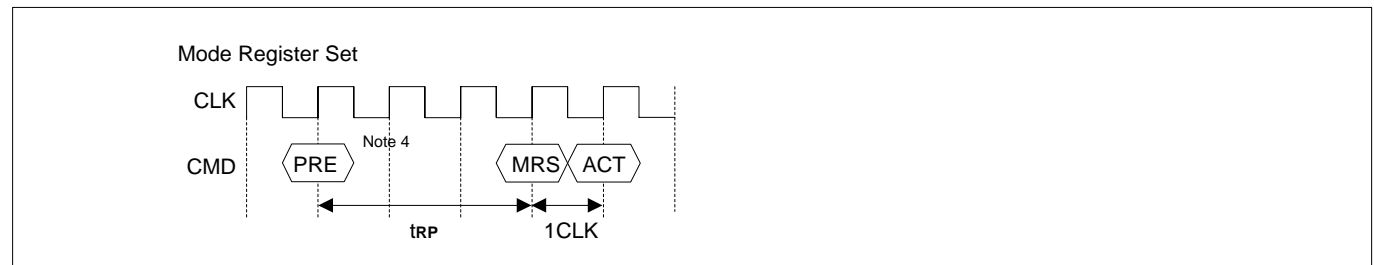 Mode Register Set
CLK
Note 4
CMD PRE MRS ACT
tRP 1CLK